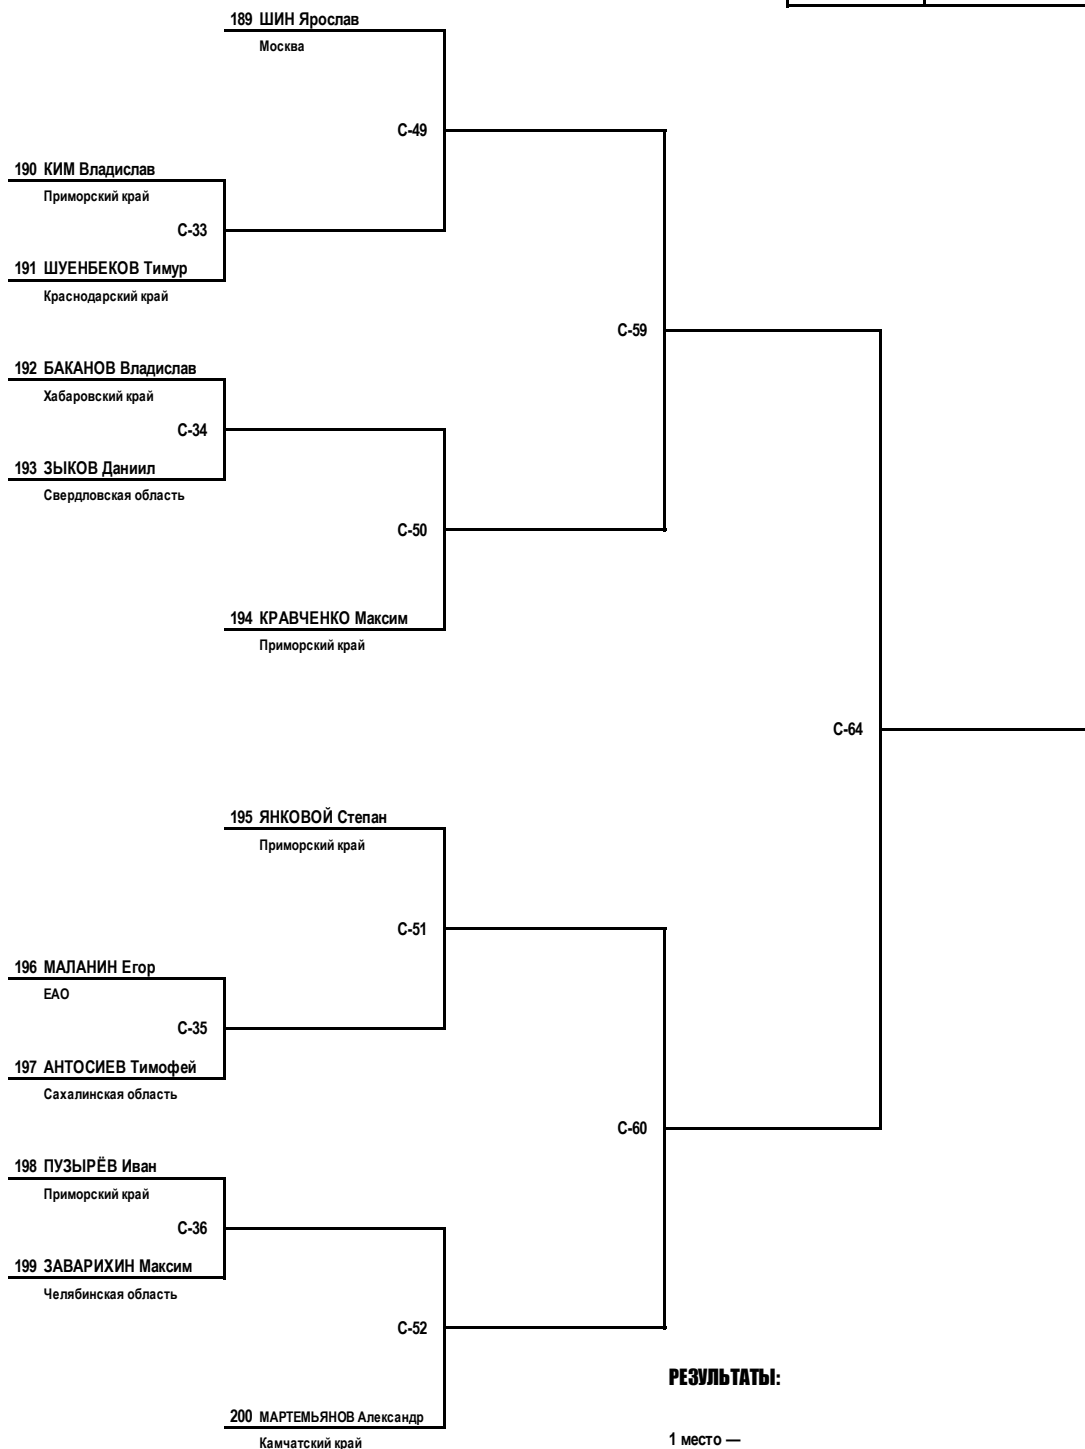 189 ШИН Ярослав
Москва
С-49
190 КИМ Владислав
Приморский край
С-33
191 ШУЕНБЕКОВ Тимур
Краснодарский край
С-59
192 БАКАНОВ Владислав
Хабаровский край
С-34
193 ЗЫКОВ Даниил
Свердловская область
С-50
194 КРАВЧЕНКО Максим
Приморский край
С-64
195 ЯНКОВОЙ Степан
Приморский край
С-51
196 МАЛАНИН Егор
ЕАО
С-35
197 АНТОСИЕВ Тимофей
Сахалинская область
С-60
198 ПУЗЫРЁВ Иван
Приморский край
С-36
199 ЗАВАРИХИН Максим
Челябинская область
С-52
РЕЗУЛЬТАТЫ:
200 МАРТЕМЬЯНОВ Александр
Камчатский край
1 место —